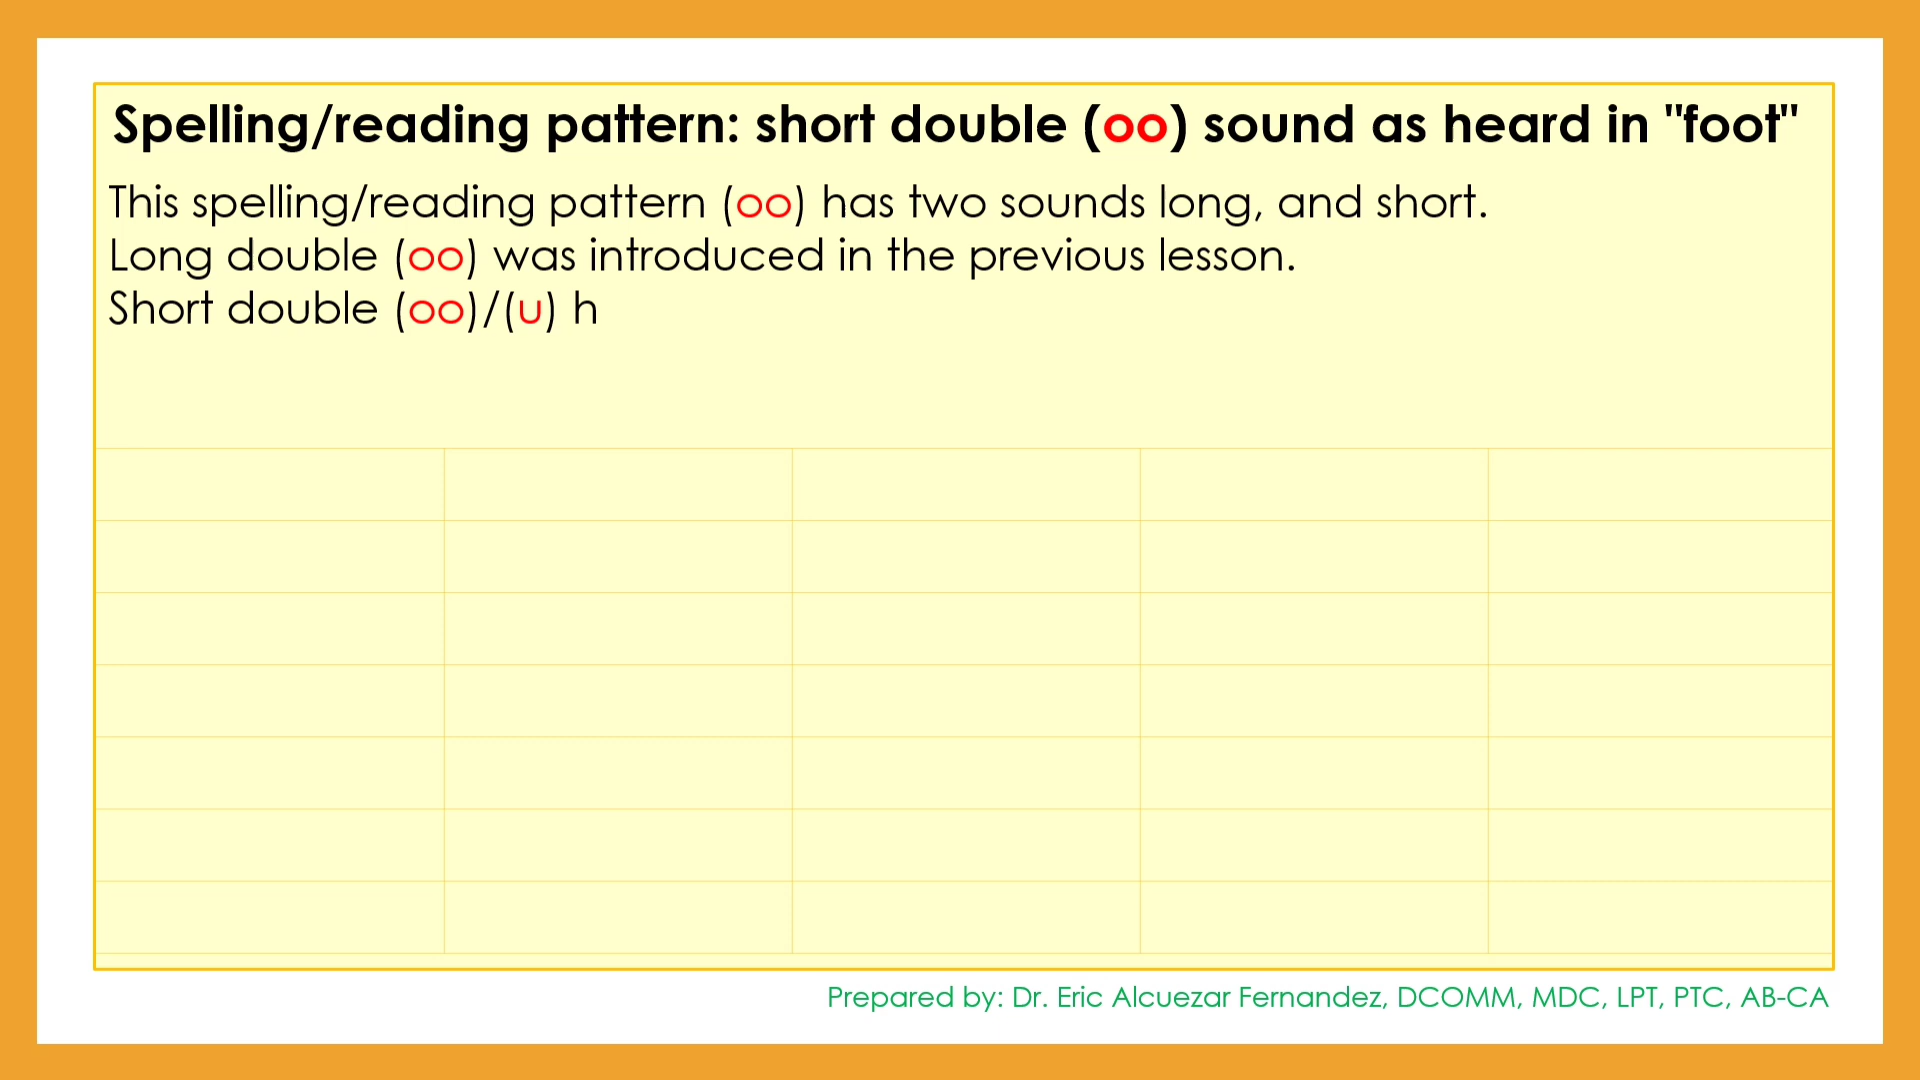 Spelling/reading pattern: short double (oo) sound as heard in "foot"
This spelling/reading pattern (oo) has two sounds long, and short.
Long double (oo) was introduced in the previous lesson.
Short double (oo)/(u) h
Prepared by: Dr. Eric Alcuezar Fernandez, DCOMM, MDC, LPT, PTC, AB-CA